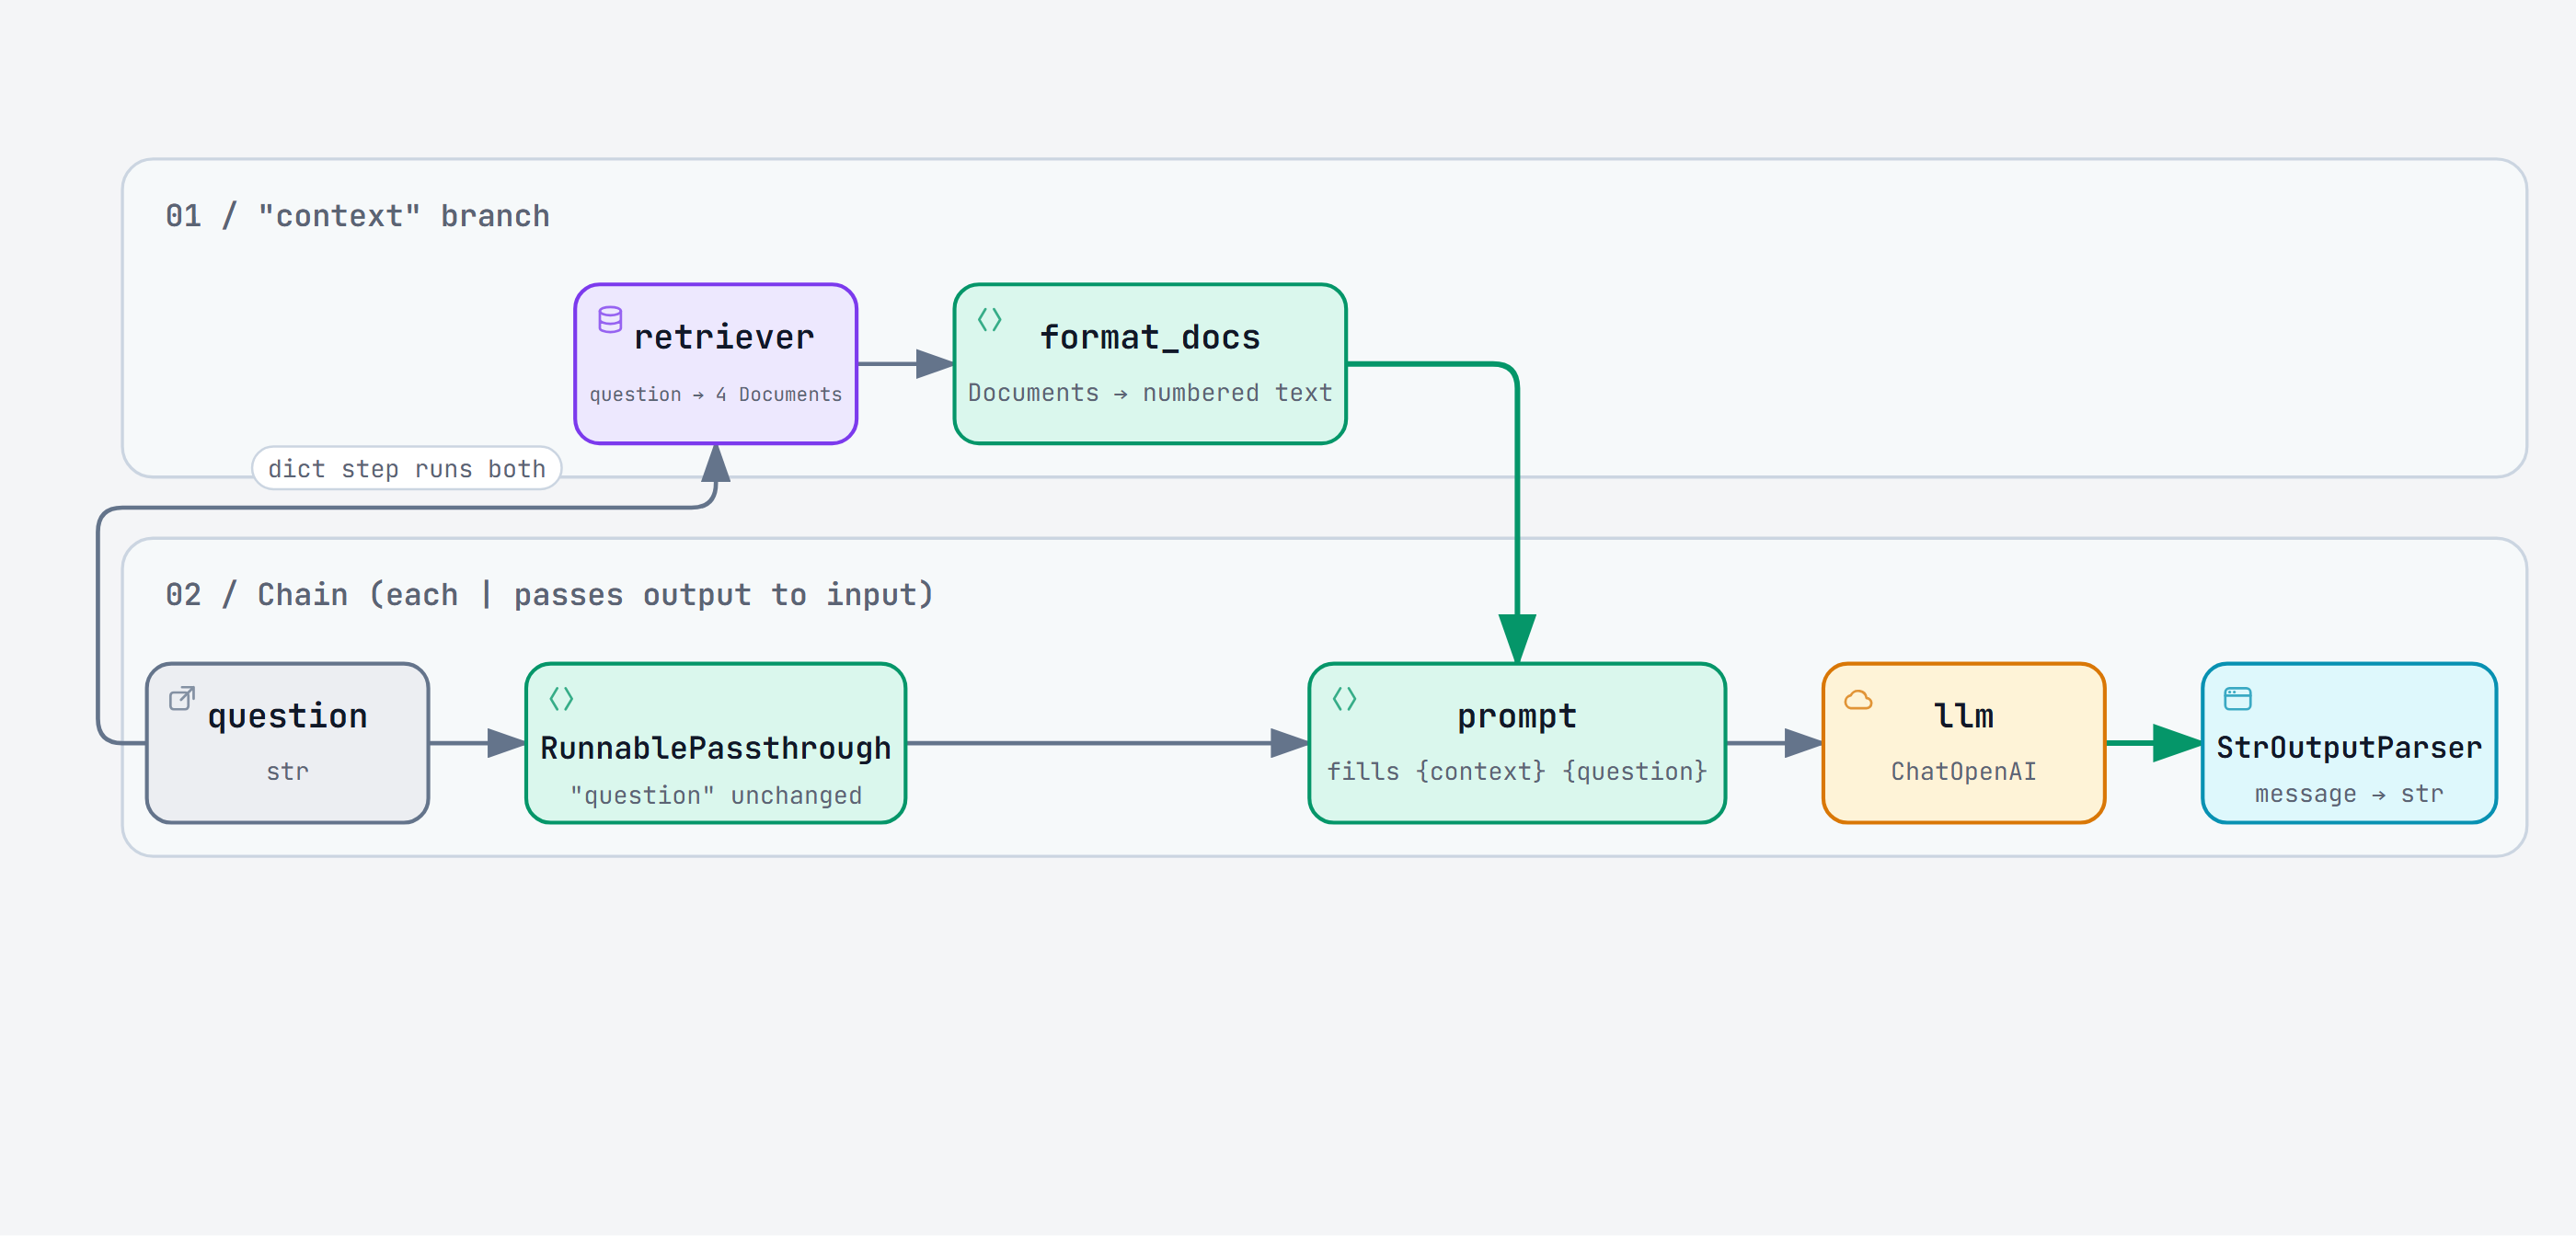 01 / "context" branch
retriever
question → 4 Documents
format_docs
Documents → numbered text
dict step runs both
02 / Chain (each | passes output to input)
question
str
RunnablePassthrough
"question" unchanged
prompt
fills {context} {question}
llm
ChatOpenAI
StrOutputParser
message → str